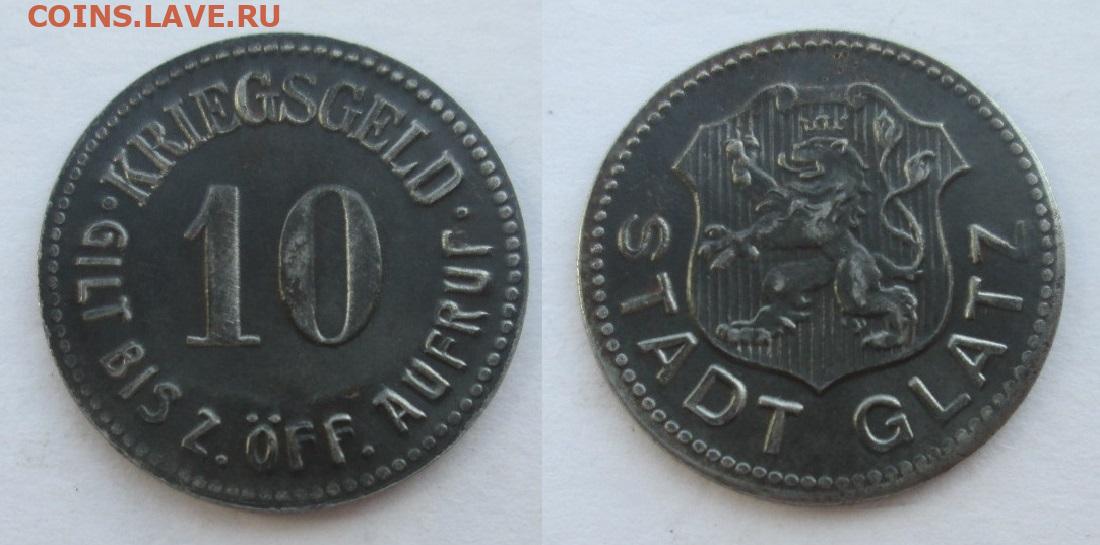 COINS.LAVE.RU
·KRIEGSGELD·
10
GILT BIS Z. ÖFF. AUFRUF.
STADT GLATZ